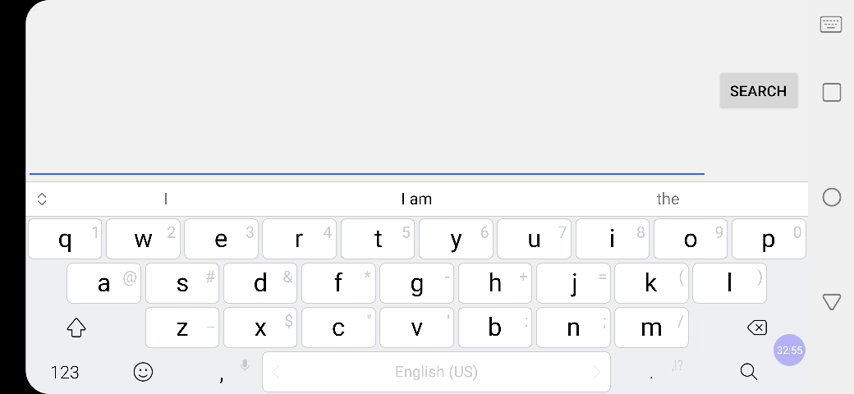 SEARCH
I I am the
q 1 w 2 e 3 r 4 t 5 y 6 u 7 i 8 o 9 p 0
a @ s # d & f * g - h + j = k ( l )
z _ x $ c " v ' b : n ; m /
32:55
123 , English (US) . ,!?